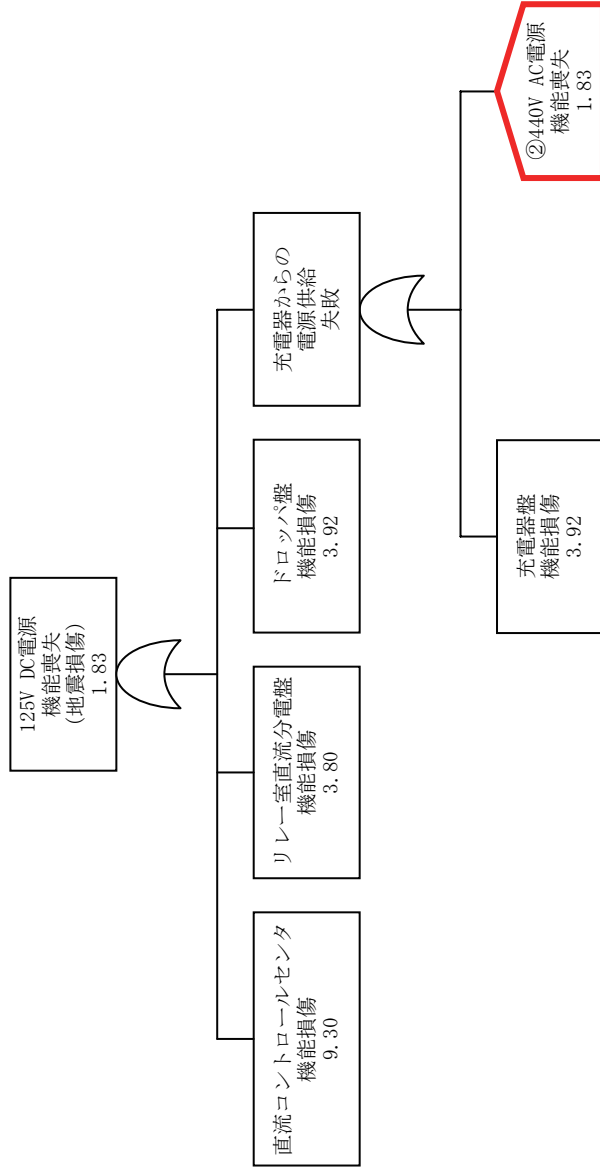 125V DC電源
機能喪失
(地震損傷)
1.83
直流コントロールセンタ
機能損傷
9.30
リレー室直流分電盤
機能損傷
3.80
ドロッパ盤
機能損傷
3.92
充電器からの
電源供給
失敗
充電器盤
機能損傷
3.92
②440V AC電源
機能喪失
1.83